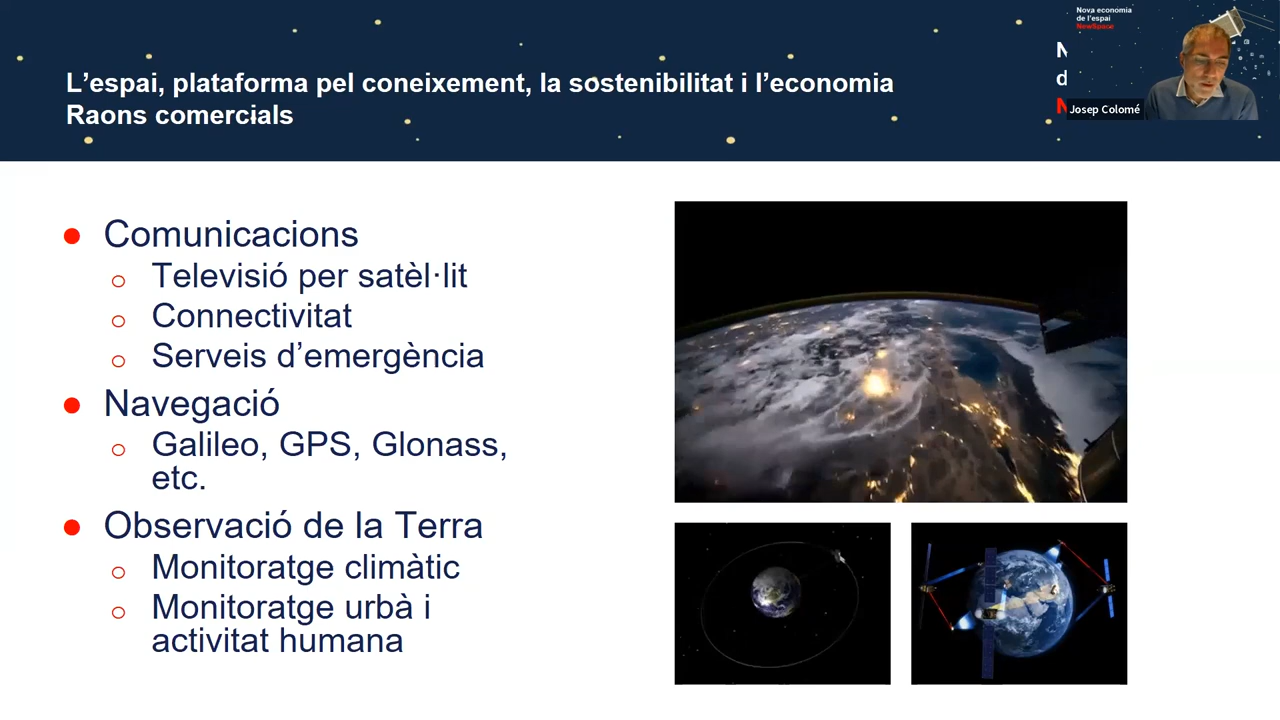 L’espai, plataforma pel coneixement, la sostenibilitat i l’economia
Raons comercials
Nova economia
de l'espai
NewSpace
N
d
N
Josep Colomé
Comunicacions
Televisió per satèl·lit
Connectivitat
Serveis d’emergència
Navegació
Galileo, GPS, Glonass,
etc.
Observació de la Terra
Monitoratge climàtic
Monitoratge urbà i
activitat humana